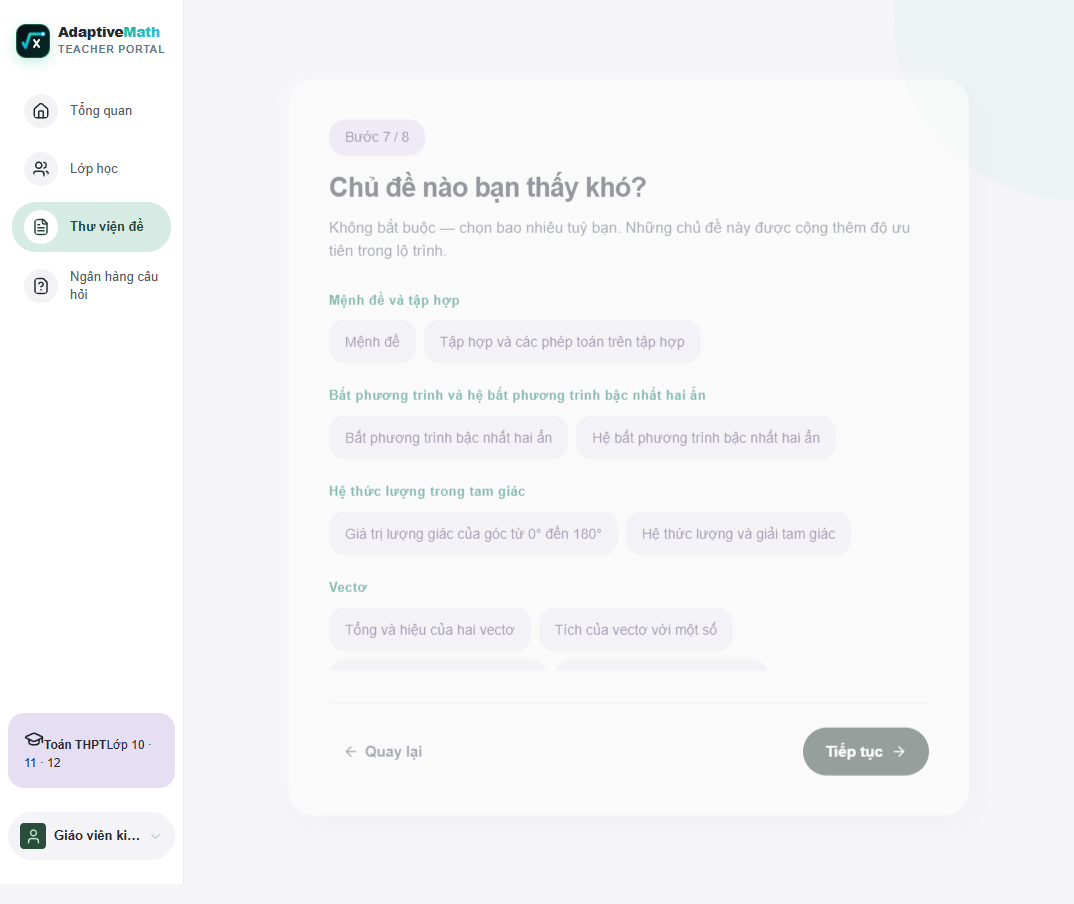 AdaptiveMath
TEACHER PORTAL
Tổng quan
Lớp học
Thư viện đề
Ngân hàng câu
hỏi
Toán THPTLớp 10 ·
11 · 12
Giáo viên ki...
Bước 7 / 8
Chủ đề nào bạn thấy khó?
Không bắt buộc — chọn bao nhiêu tuỳ bạn. Những chủ đề này được cộng thêm độ ưu
tiên trong lộ trình.
Mệnh đề và tập hợp
Mệnh đề
Tập hợp và các phép toán trên tập hợp
Bất phương trình và hệ bất phương trình bậc nhất hai ẩn
Bất phương trình bậc nhất hai ẩn
Hệ bất phương trình bậc nhất hai ẩn
Hệ thức lượng trong tam giác
Giá trị lượng giác của góc từ 0° đến 180°
Hệ thức lượng và giải tam giác
Vectơ
Tổng và hiệu của hai vectơ
Tích của vectơ với một số
← Quay lại
Tiếp tục →